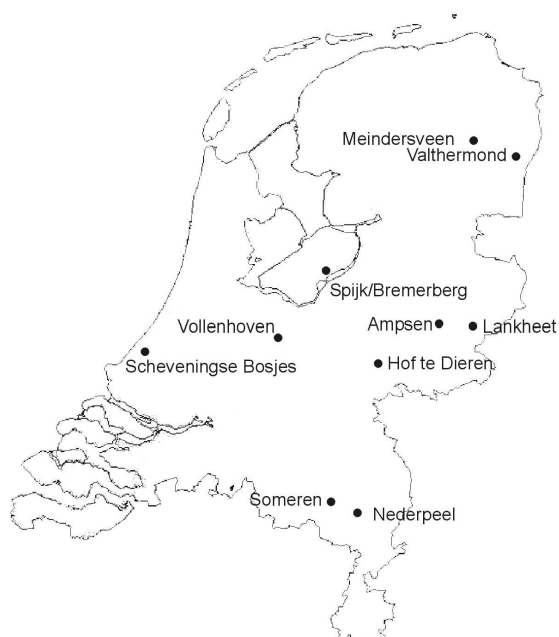 Meindersveen
Valthermond
Spijk/Bremerberg
Vollenhoven
Ampsen
Lankheet
Scheveningse Bosjes
Hof te Dieren
Someren
Nederpeel